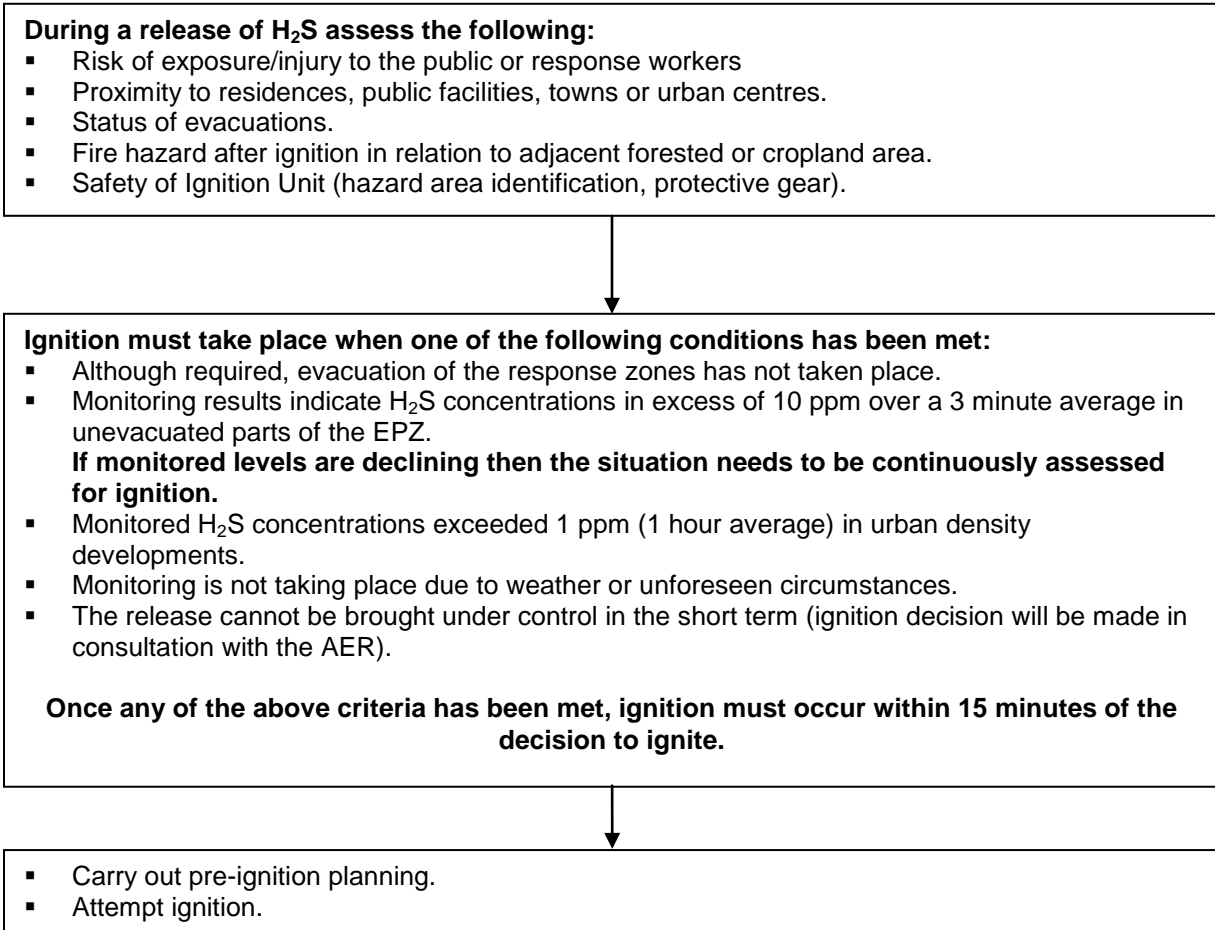 During a release of H₂S assess the following:
▪ Risk of exposure/injury to the public or response workers
▪ Proximity to residences, public facilities, towns or urban centres.
▪ Status of evacuations.
▪ Fire hazard after ignition in relation to adjacent forested or cropland area.
▪ Safety of Ignition Unit (hazard area identification, protective gear).
Ignition must take place when one of the following conditions has been met:
▪ Although required, evacuation of the response zones has not taken place.
▪ Monitoring results indicate H₂S concentrations in excess of 10 ppm over a 3 minute average in
unevacuated parts of the EPZ.
If monitored levels are declining then the situation needs to be continuously assessed
for ignition.
▪ Monitored H₂S concentrations exceeded 1 ppm (1 hour average) in urban density
developments.
▪ Monitoring is not taking place due to weather or unforeseen circumstances.
▪ The release cannot be brought under control in the short term (ignition decision will be made in
consultation with the AER).
Once any of the above criteria has been met, ignition must occur within 15 minutes of the
decision to ignite.
▪ Carry out pre-ignition planning.
▪ Attempt ignition.